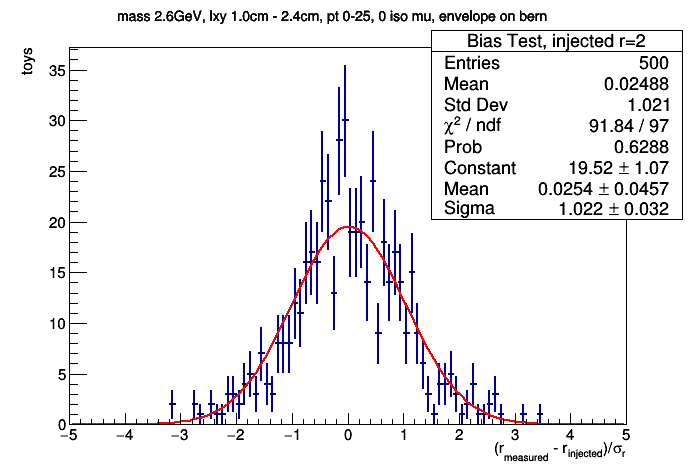 mass 2.6GeV, lxy 1.0cm - 2.4cm, pt 0-25, 0 iso mu, envelope on bern
Bias Test, injected r=2
Entries 500
Mean 0.02488
Std Dev 1.021
χ² / ndf 91.84 / 97
Prob 0.6288
Constant 19.52 ± 1.07
Mean 0.0254 ± 0.0457
Sigma 1.022 ± 0.032
toys
35
30
25
20
15
10
5
0
−5 −4 −3 −2 −1 0 1 2 3 4 5
(r_measured - r_injected)/σ_r